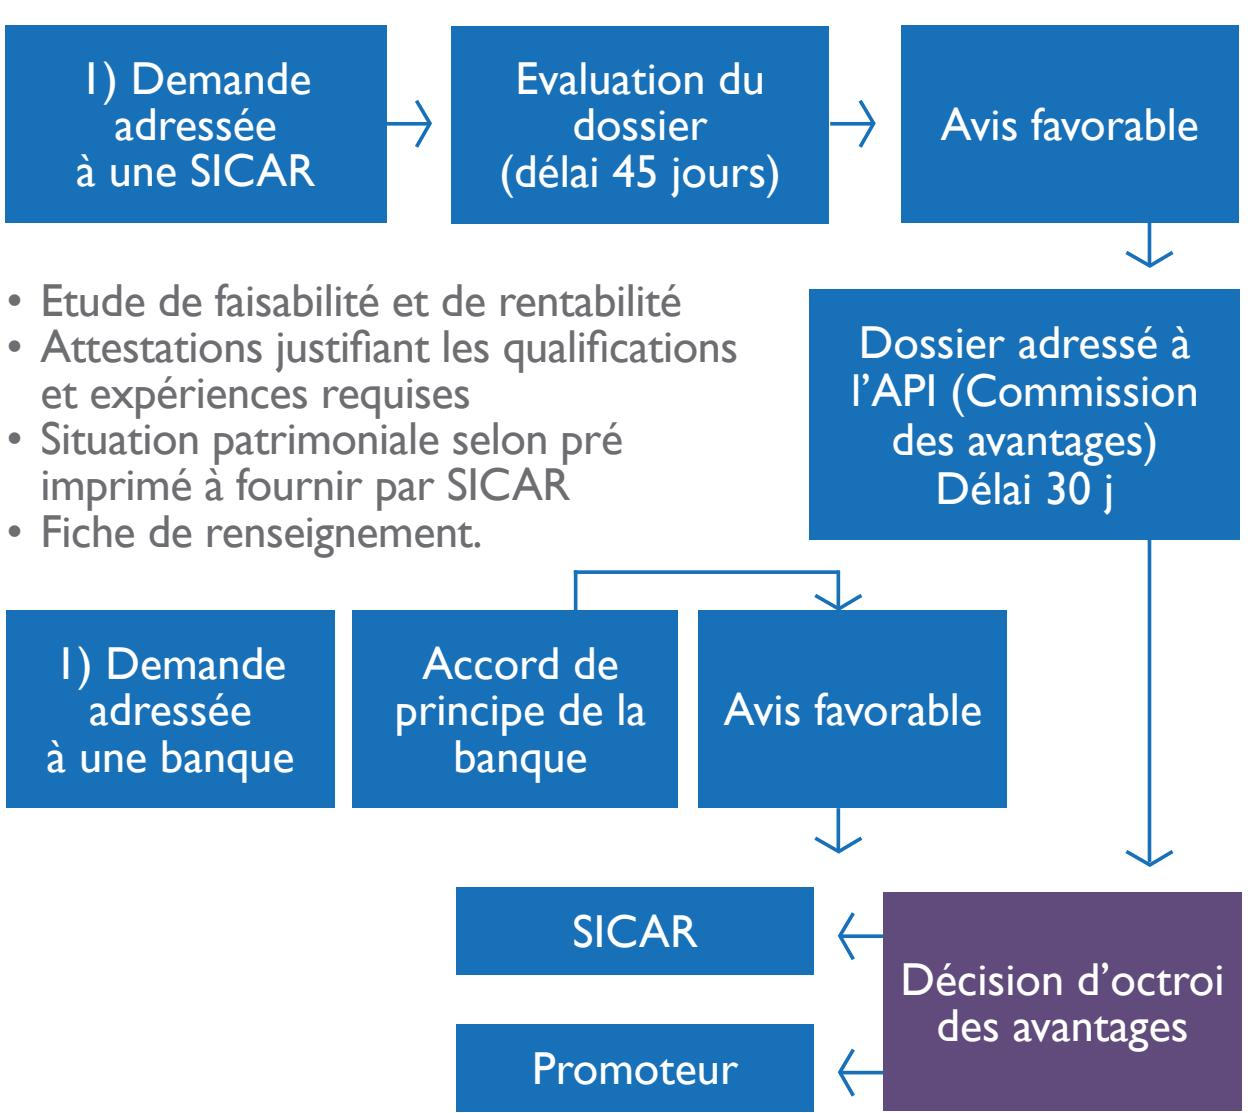 1) Demande
adressée
à une SICAR
Evaluation du
dossier
(délai 45 jours)
Avis favorable
• Etude de faisabilité et de rentabilité
• Attestations justifiant les qualifications
et expériences requises
• Situation patrimoniale selon pré
imprimé à fournir par SICAR
• Fiche de renseignement.
Dossier adressé à
l’API (Commission
des avantages)
Délai 30 j
1) Demande
adressée
à une banque
Accord de
principe de la
banque
Avis favorable
SICAR
Décision d’octroi
des avantages
Promoteur